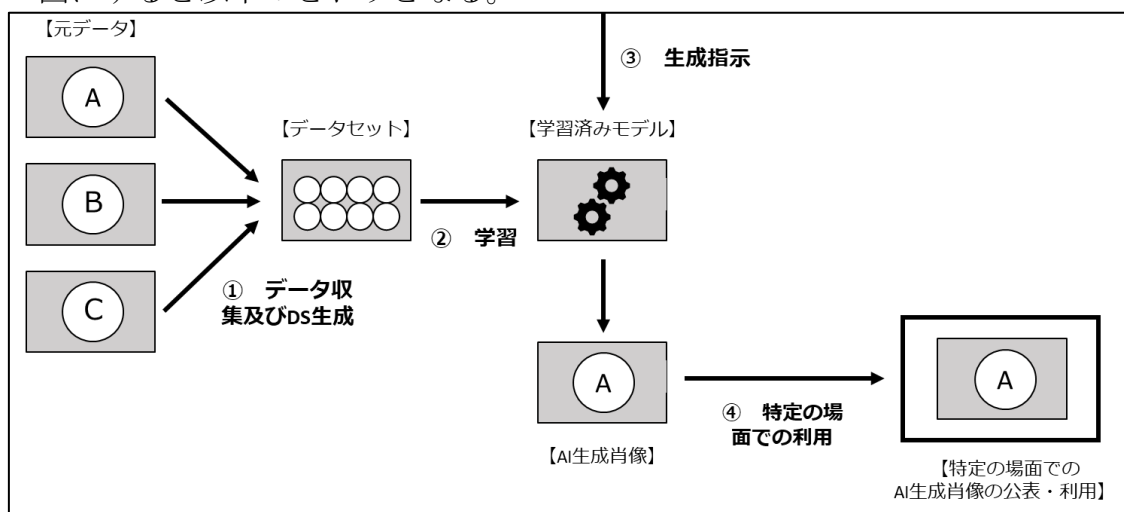 【元データ】
A
B
C
① データ収
集及びDS生成
【データセット】
② 学習
③ 生成指示
【学習済みモデル】
A
【AI生成肖像】
④ 特定の場
面での利用
A
【特定の場面での
AI生成肖像の公表・利用】